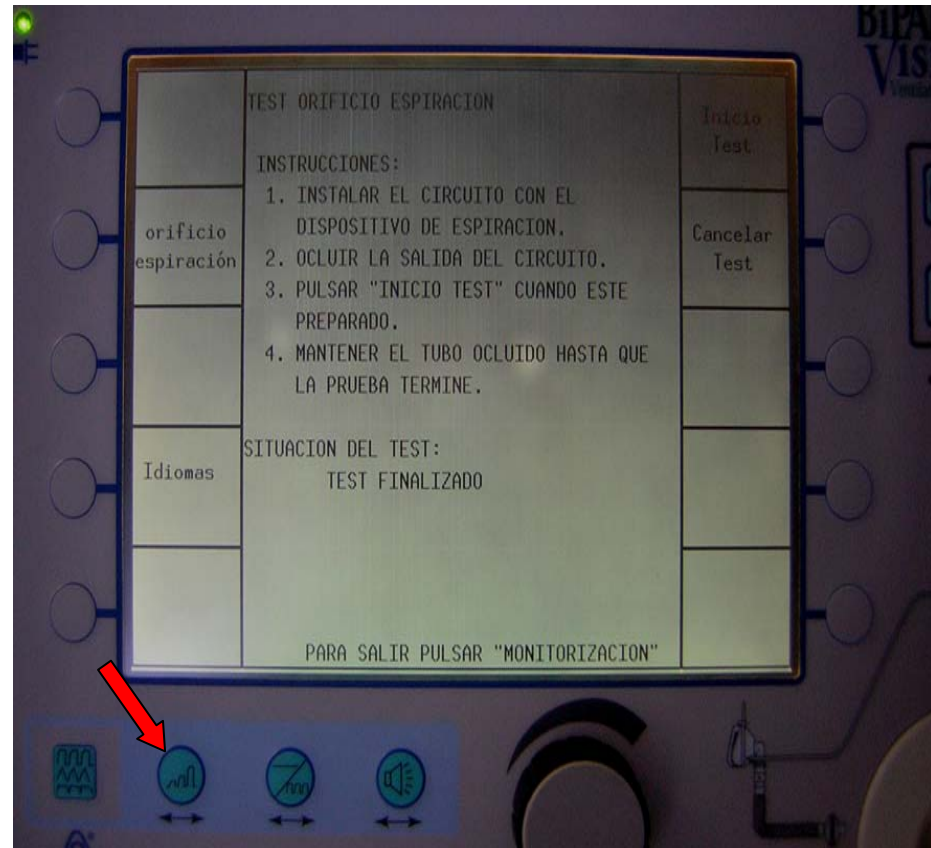 BiPA
Vis
TEST ORIFICIO ESPIRACION
INSTRUCCIONES:
1. INSTALAR EL CIRCUITO CON EL
DISPOSITIVO DE ESPIRACION.
2. OCLUIR LA SALIDA DEL CIRCUITO.
3. PULSAR "INICIO TEST" CUANDO ESTE
PREPARADO.
4. MANTENER EL TUBO OCLUIDO HASTA QUE
LA PRUEBA TERMINE.
SITUACION DEL TEST:
TEST FINALIZADO
PARA SALIR PULSAR "MONITORIZACION"
orificio
espiración
Idiomas
Inicio
Test
Cancelar
Test